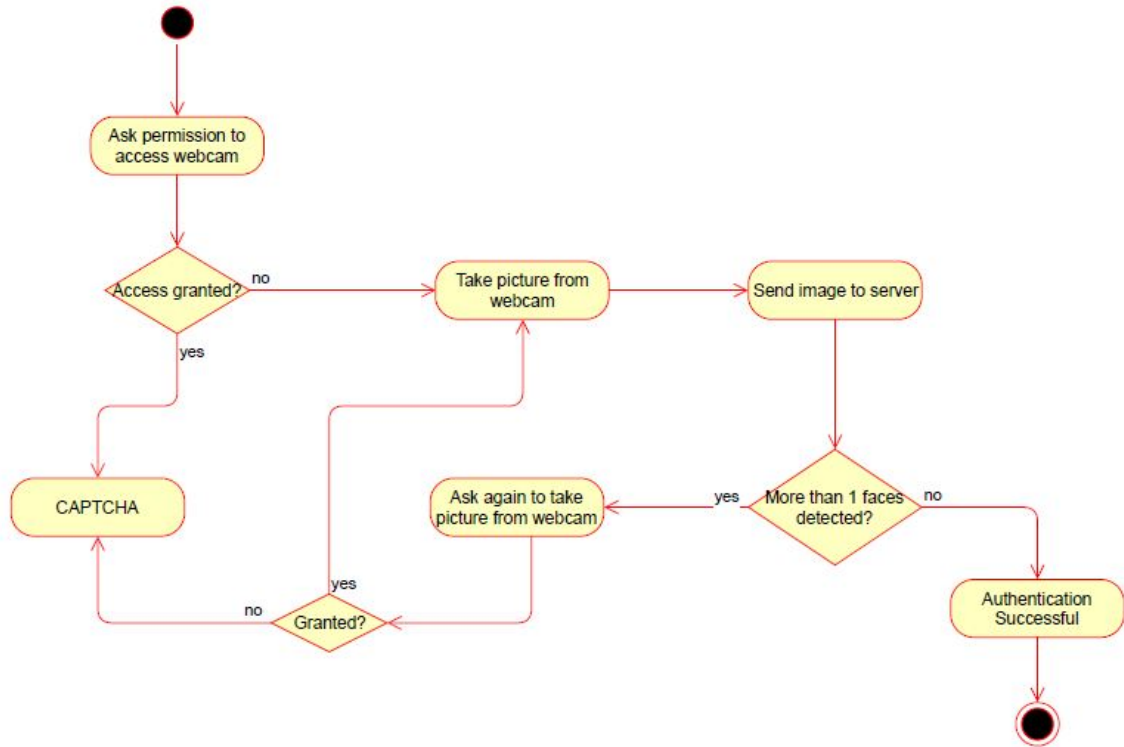 Ask permission to
access webcam
Access granted?
no
Take picture from
webcam
Send image to server
yes
CAPTCHA
Ask again to take
picture from webcam
yes
More than 1 faces
detected?
no
yes
no
Granted?
Authentication
Successful